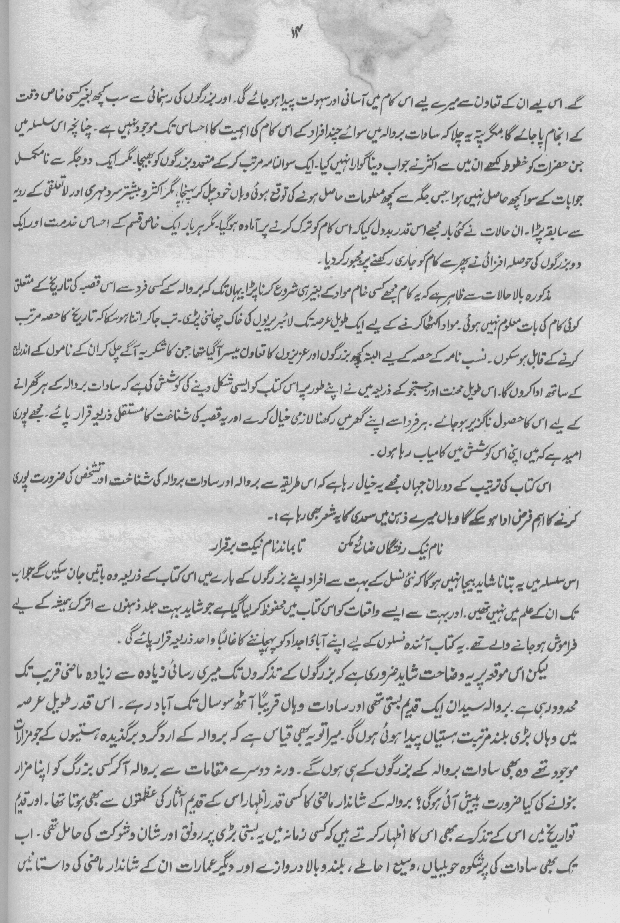 ۱۴
گے۔ اس لیے ان کے تعاون سے میرے لیے اس کام میں آسانی اور سہولت پیدا ہو جائے گی۔ اور بزرگوں کی رہنمائی سے سب کچھ بغیر کسی خاص دقت
کے انجام پا جائے گا، مگر پتہ یہ چلا کہ سادات بروالہ میں سوائے چند افراد کے اس کام کی اہمیت کا احساس تک موجود نہیں ہے۔ چنانچہ اس سلسلہ میں
جن حضرات کو خطوط لکھے ان میں سے اکثر نے جواب دینا گوارا نہیں کیا۔ ایک سوالنامہ مرتب کر کے متعدد بزرگوں کو بھیجا۔ مگر ایک دو جگہ سے نامکمل
جوابات کے سوا کچھ حاصل نہیں ہوا جس جگہ سے کچھ معلومات حاصل ہونے کی توقع ہوئی وہاں خود چل کر پہنچا، مگر اکثر و بیشتر سرد مہری اور لاتعلقی کے رویہ
سے سابقہ پڑا۔ ان حالات نے کئی بار مجھے اس قدر بد دل کیا کہ اس کام کو ترک کرنے پر آمادہ ہو گیا۔ مگر ہر بار ایک خاص قسم کے احساس خدمت اور ایک
دو بزرگوں کی حوصلہ افزائی نے پھر سے کام کو جاری رکھنے پر مجبور کر دیا۔
مذکورہ بالا حالات سے ظاہر ہے کہ یہ کام مجھے کسی خاص مواد کے بغیر ہی شروع کرنا پڑا یہاں تک کہ بروالہ کے کسی فرد سے اس قصبہ کی تاریخ کے متعلق
کوئی کام کی بات معلوم نہیں ہوئی۔ مواد اکٹھا کرنے کے لیے ایک طویل عرصہ تک لائبریریوں کی خاک چھاننی پڑی۔ تب جا کر اتنا ہو سکا کہ تاریخ کا حصہ مرتب
کرنے کے قابل ہو سکوں۔ نسب نامہ کے حصہ کے لیے البتہ کچھ بزرگوں اور عزیزوں کا تعاون میسر آ گیا تھا جن کا شکریہ آگے چل کر ان کے ناموں کے اندراج
کے ساتھ ادا کروں گا۔ اس طویل محنت اور جستجو کے ذریعہ میں نے اپنے طور پر اس کتاب کو ایسی شکل دینے کی کوشش کی ہے کہ سادات بروالہ کے ہر گھرانے
کے لیے اس کا حصول ناگزیر ہو جائے۔ ہر فرد اسے اپنے گھر میں رکھنا لازمی خیال کرے اور یہ قصبہ کی شناخت کا مستقل ذریعہ قرار پائے۔ مجھے پوری
امید ہے کہ میں اپنی اس کوشش میں کامیاب رہا ہوں۔
اس کتاب کی ترتیب کے دوران جہاں مجھے یہ خیال رہا ہے کہ اس طریقہ سے بروالہ اور سادات بروالہ کی شناخت اور تشخص کی ضرورت پوری
کرنے کا اہم فرض ادا ہو سکے گا وہاں میرے ذہن میں سعدی کا یہ شعر بھی رہا ہے:۔
نام نیک رفتگاں ضائع مکن تا بماند نام نیکت برقرار
اس سلسلہ میں یہ بتانا شاید بیجا نہیں ہوگا کہ نئی نسل کے بہت سے افراد اپنے بزرگوں کے بارے میں اس کتاب کے ذریعہ وہ باتیں جان سکیں گے جو اب
تک ان کے علم میں نہیں تھیں۔ اور بہت سے ایسے واقعات کو اس کتاب میں محفوظ کر لیا گیا ہے جو شاید بہت جلد ذہنوں سے اتر کر ہمیشہ کے لیے
فراموش ہو جانے والے تھے۔ یہ کتاب آئندہ نسلوں کے لیے اپنے آبائی اجداد کو پہچاننے کا غالباً واحد ذریعہ قرار پائے گی۔
لیکن اس موقعہ پر یہ وضاحت شاید ضروری ہے کہ بزرگوں کے تذکروں تک میری رسائی زیادہ سے زیادہ ماضی قریب تک
محدود رہی ہے۔ بروالہ سیدان ایک قدیم بستی تھی اور سادات وہاں قریباً آٹھ سو سال تک آباد رہے۔ اس قدر طویل عرصہ
میں وہاں بڑی بلند مرتبت ہستیاں پیدا ہوئی ہوں گی۔ میرا تو یہ بھی قیاس ہے کہ بروالہ کے ارد گرد برگذیدہ ہستیوں کے جو مزارات
موجود تھے وہ بھی سادات بروالہ کے بزرگوں کے ہی ہوں گے۔ ورنہ دوسرے مقامات سے بروالہ آ کر کسی بزرگ کو اپنا مزار
بنوانے کی کیا ضرورت پیش آئی ہوگی؟ بروالہ کے شاندار ماضی کا کسی قدر اظہار اس کے قدیم آثار کی عظمتوں سے بھی ہوتا تھا۔ اور قدیم
تواریخ میں اس کے تذکرے بھی اس کا اظہار کرتے ہیں کہ کسی زمانہ میں یہ بستی بڑی پر رونق اور شان و شوکت کی حامل تھی۔ اب
تک بھی سادات کی پر شکوہ حویلیاں، وسیع احاطے، بلند و بالا دروازے اور دیگر عمارات ان کے شاندار ماضی کی داستانیں